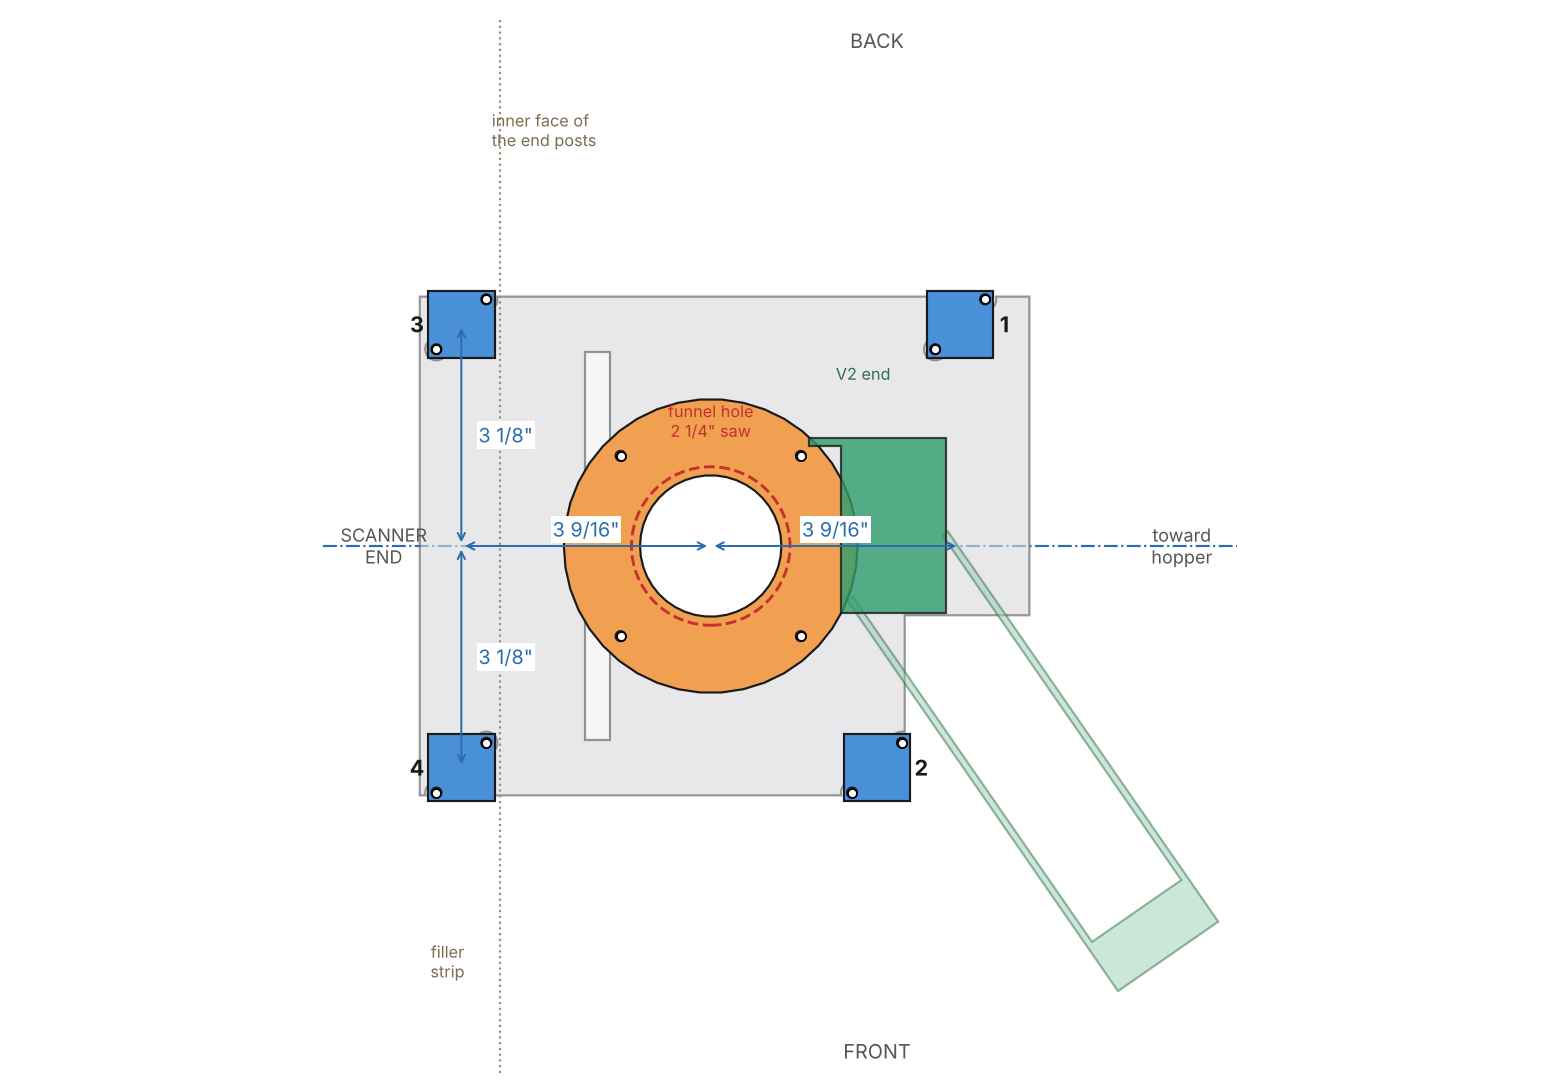 BACK
inner face of
the end posts
3
1
V2 end
funnel hole
2 1/4" saw
3 1/8"
SCANNER
END
3 9/16"
3 9/16"
toward
hopper
3 1/8"
4
2
filler
strip
FRONT